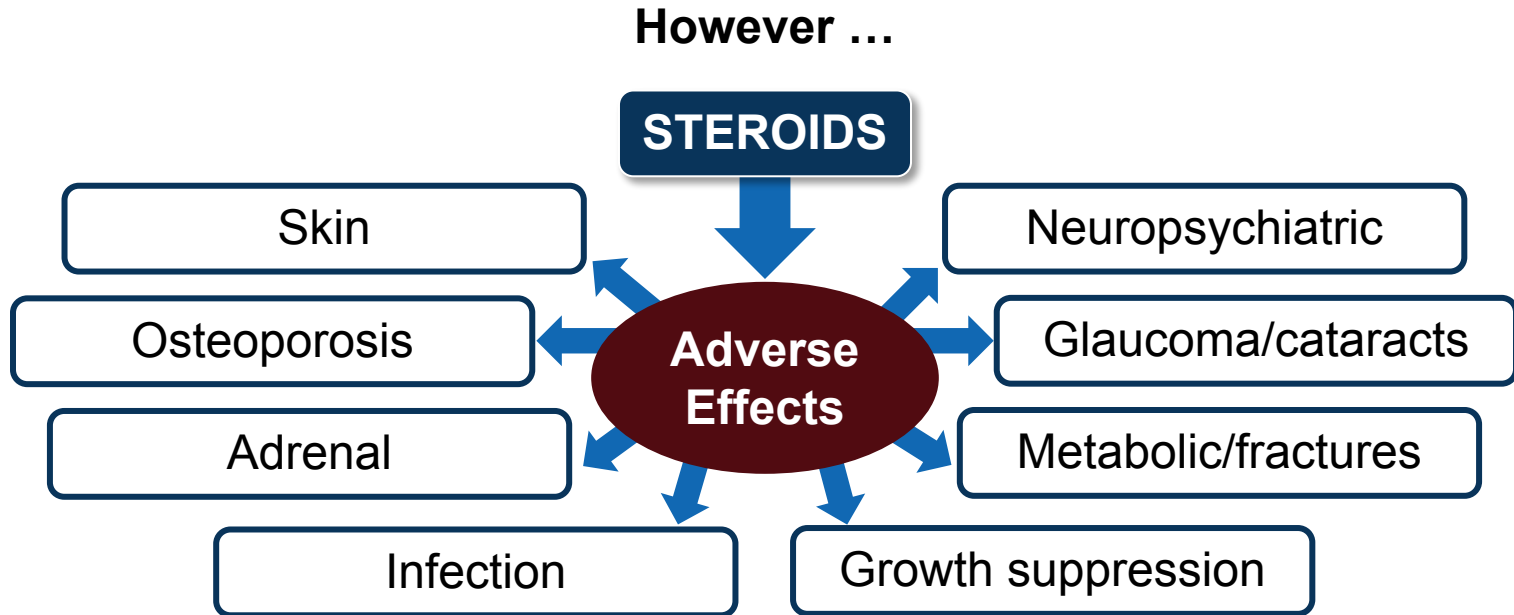 However …
STEROIDS
Skin
Neuropsychiatric
Osteoporosis
Glaucoma/cataracts
Adverse
Effects
Adrenal
Metabolic/fractures
Infection
Growth suppression